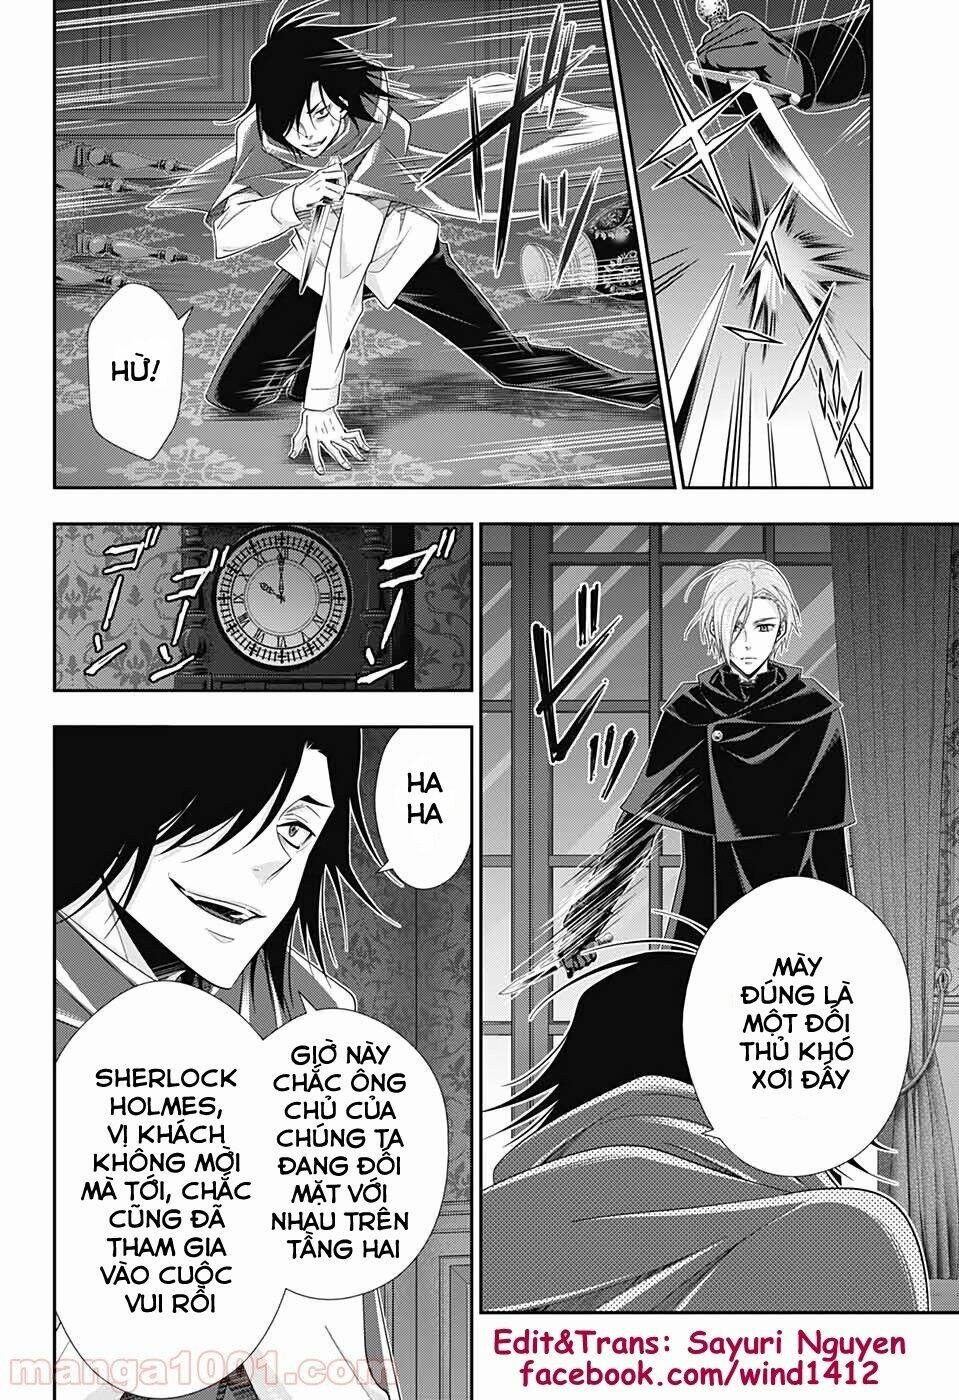 HỪ!
MÀY
ĐÚNG LÀ
MỘT ĐỐI
THỦ KHÓ
XƠI ĐẤY
HA
HA
GIỜ NÀY
CHẮC ÔNG
CHỦ CỦA
CHÚNG TA
ĐANG ĐỐI
MẶT VỚI
NHAU TRÊN
TẦNG HAI
SHERLOCK
HOLMES,
VỊ KHÁCH
KHÔNG MỜI
MÀ TỚI, CHẮC
CŨNG ĐÃ
THAM GIA
VÀO CUỘC
VUI RỒI
Edit&Trans: Sayuri Nguyen
facebook.com/wind1412
manga1001.com